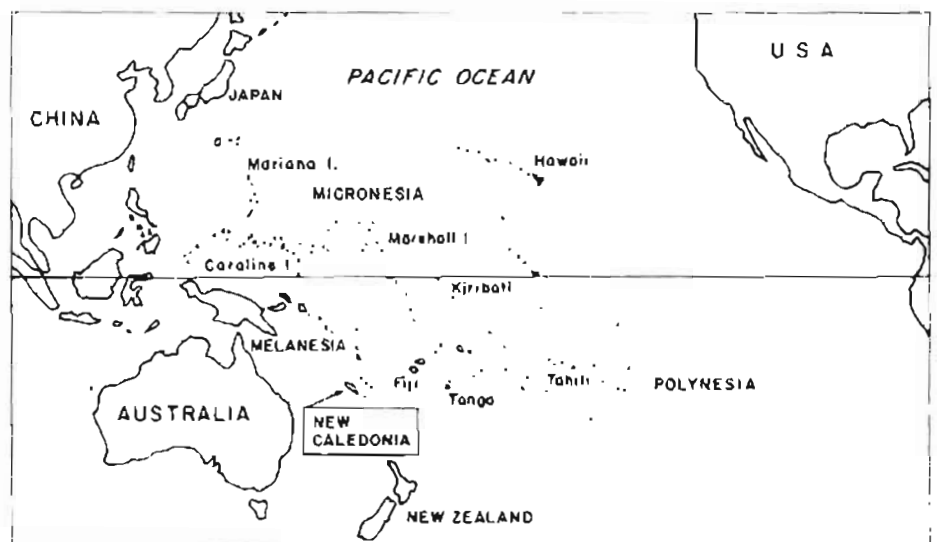 USA
PACIFIC OCEAN
JAPAN
CHINA
Mariana I.
Hawaii
MICRONESIA
Marshall I
Caroline I.
Kirribati
MELANESIA
Fiji
Tonga
Tahiti
POLYNESIA
AUSTRALIA
NEW
CALEDONIA
NEW ZEALAND